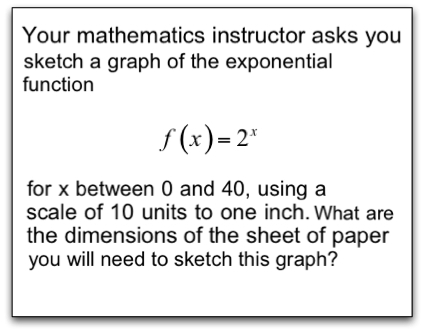 Your mathematics instructor asks you
sketch a graph of the exponential
function
f(x) = 2ˣ
for x between 0 and 40, using a
scale of 10 units to one inch. What are
the dimensions of the sheet of paper
you will need to sketch this graph?